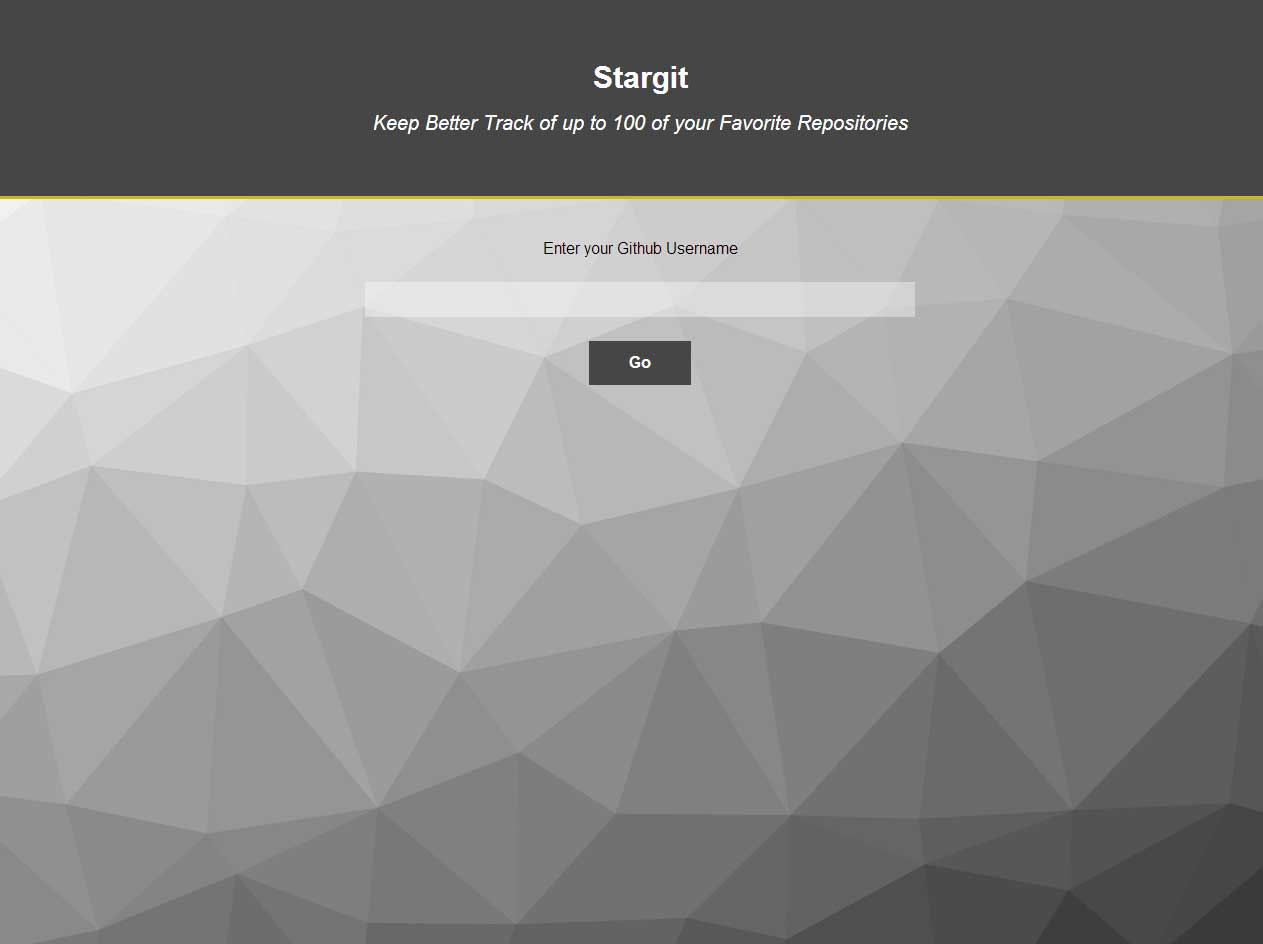 Stargit
Keep Better Track of up to 100 of your Favorite Repositories
Enter your Github Username
Go